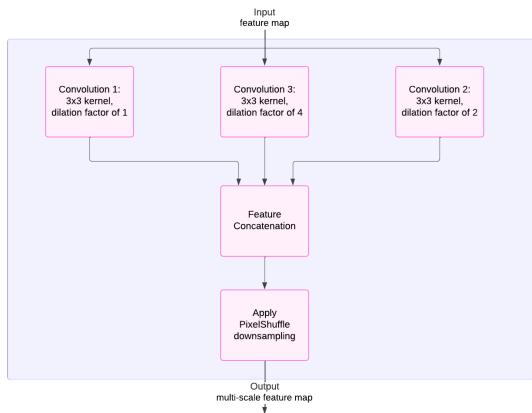 Input
feature map
Convolution 1:
3x3 kernel,
dilation factor of 1
Convolution 3:
3x3 kernel,
dilation factor of 4
Convolution 2:
3x3 kernel,
dilation factor of 2
Feature
Concatenation
Apply
PixelShuffle
downsampling
Output
multi-scale feature map